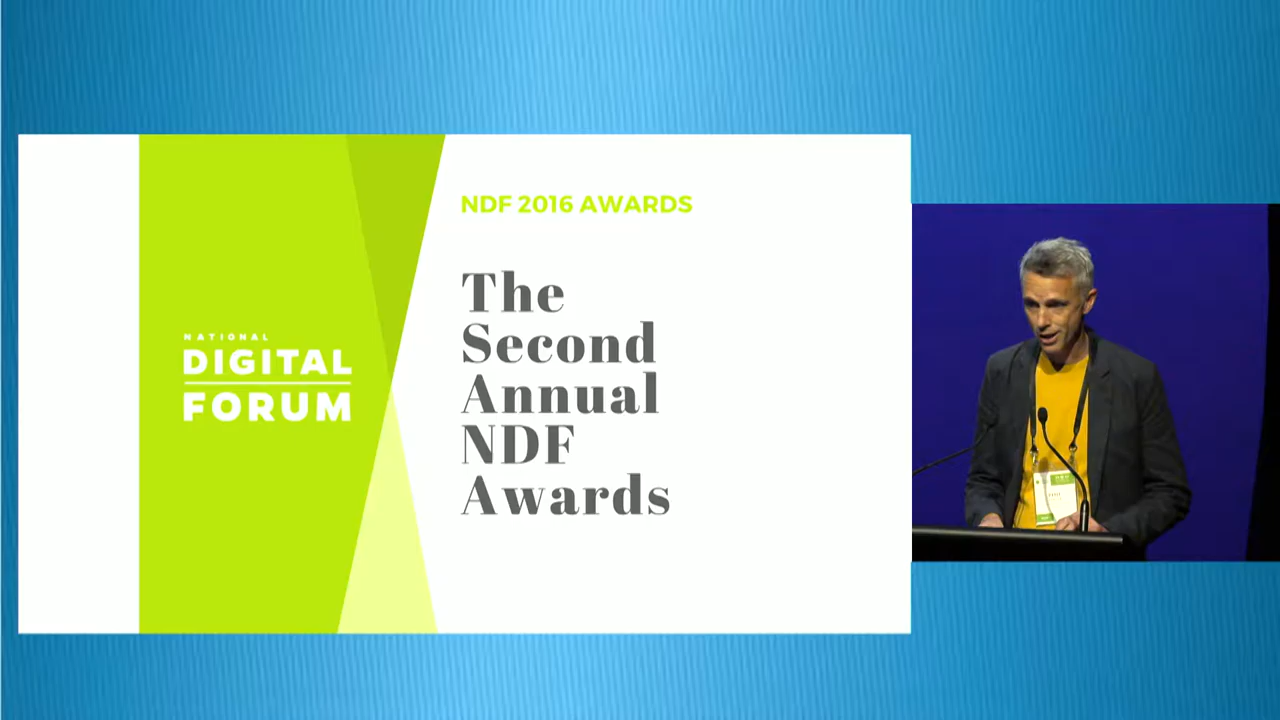 NATIONAL
DIGITAL
FORUM
NDF 2016 AWARDS
The
Second
Annual
NDF
Awards